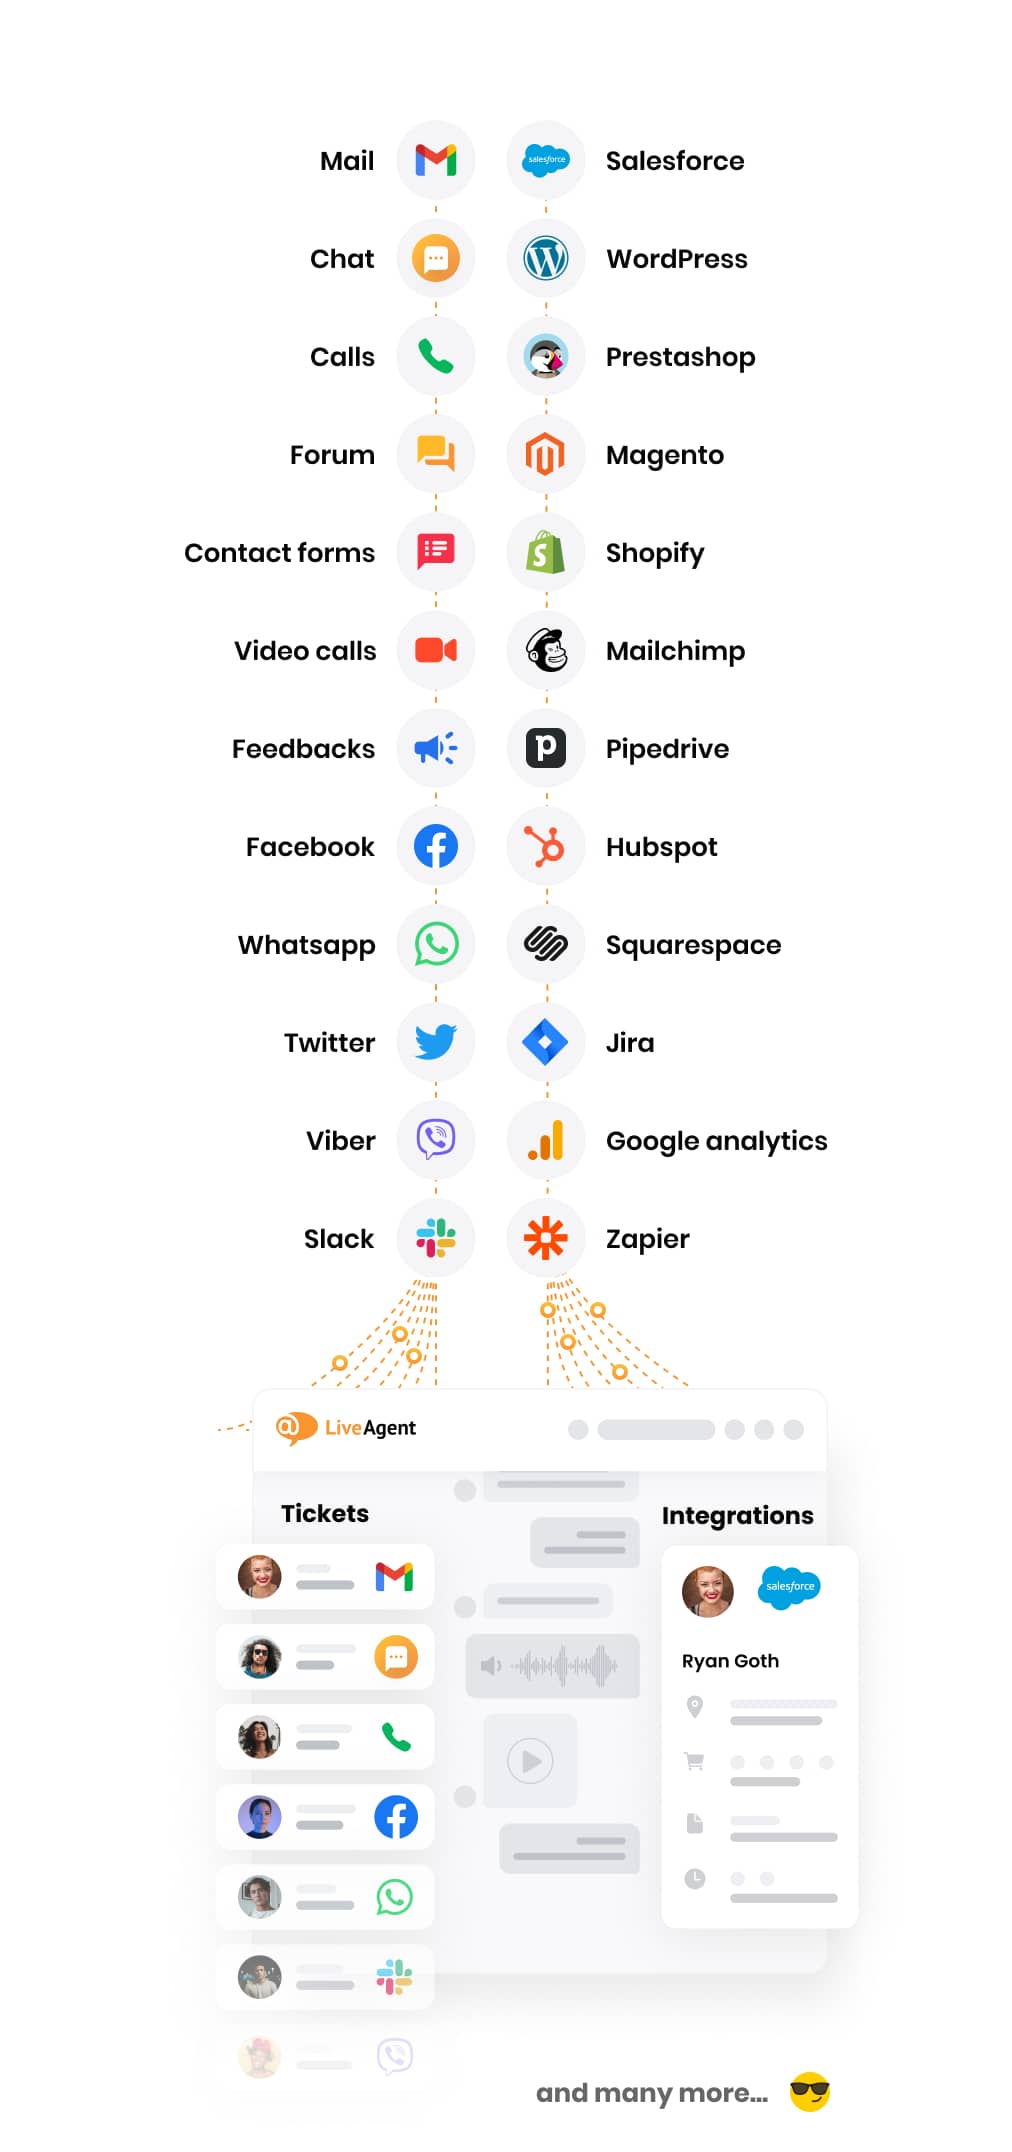 Mail
salesforce
Salesforce
Chat
WordPress
Calls
Prestashop
Forum
Magento
Contact forms
Shopify
Video calls
Mailchimp
Feedbacks
Pipedrive
Facebook
Hubspot
Whatsapp
Squarespace
Twitter
Jira
Viber
Google analytics
Slack
Zapier
LiveAgent
Tickets
Integrations
salesforce
Ryan Goth
and many more...